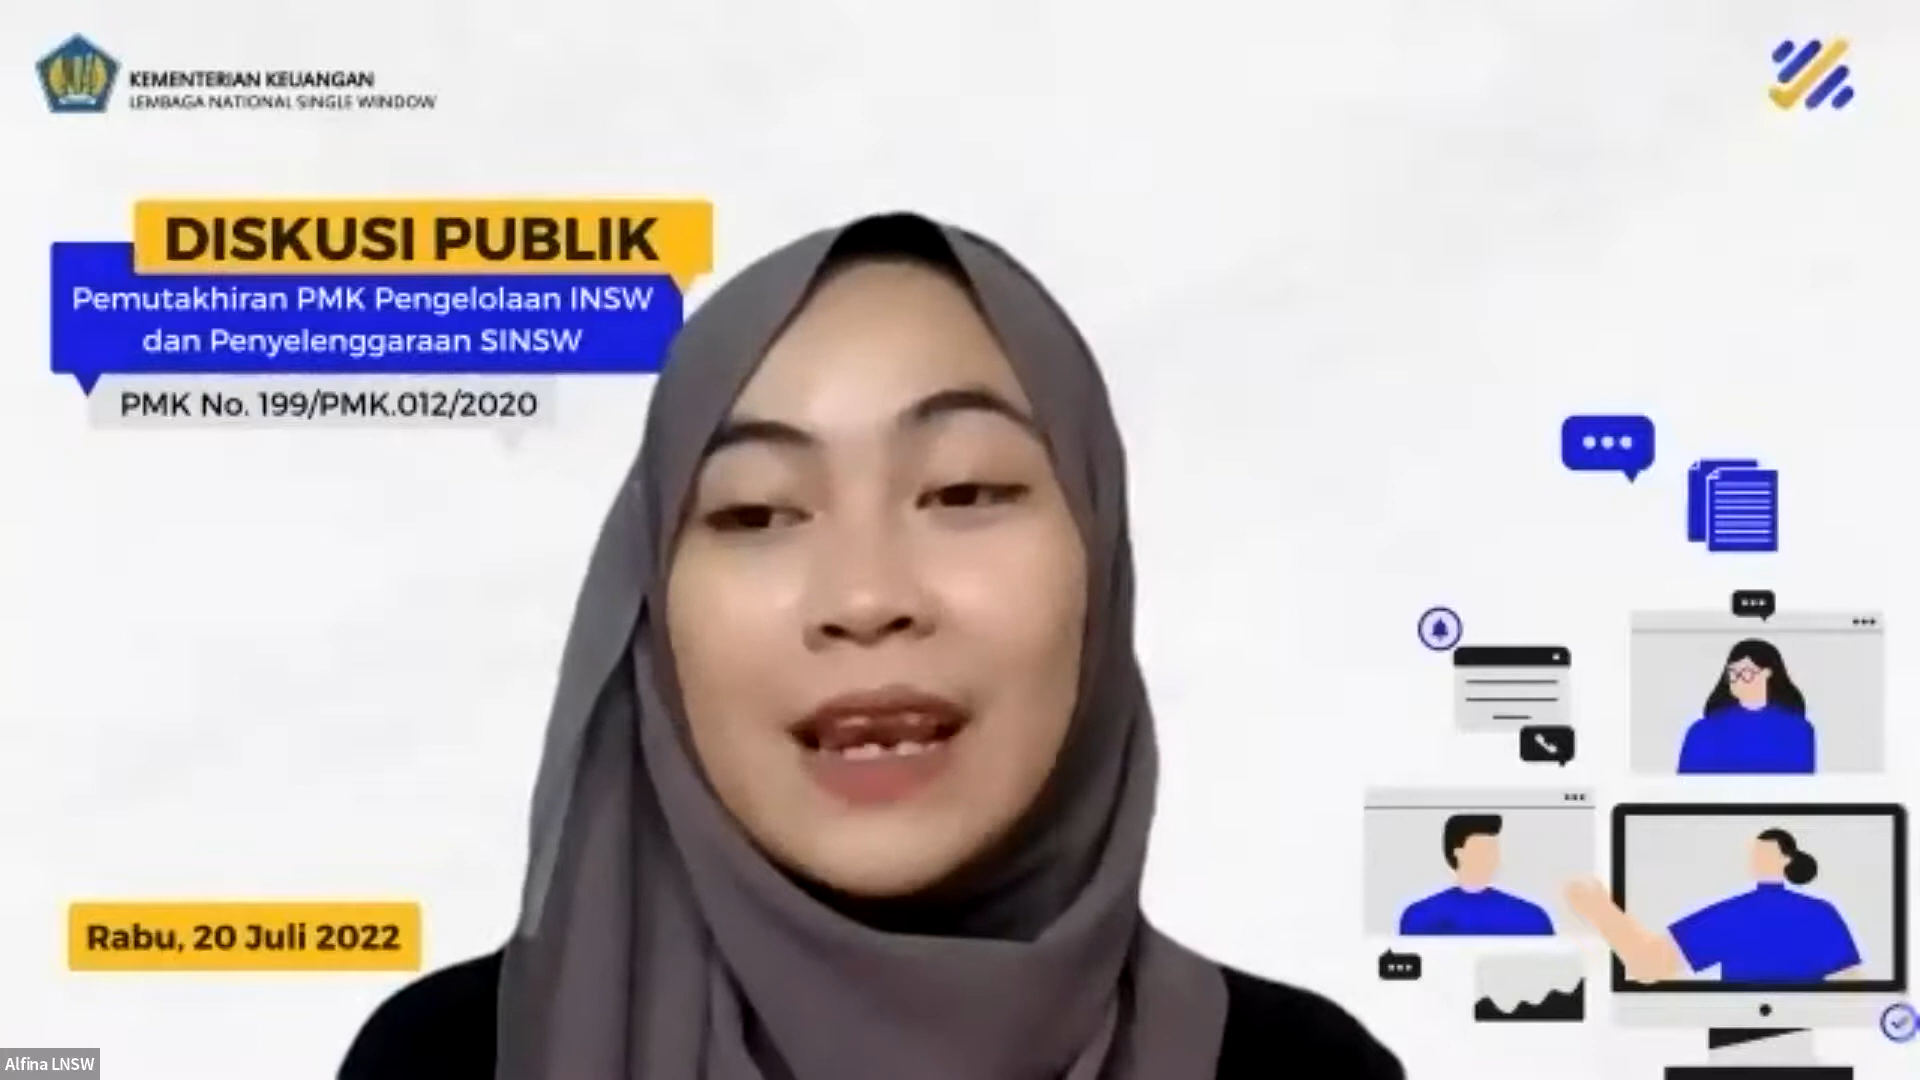 KEMENTERIAN KEUANGAN
LEMBAGA NATIONAL SINGLE WINDOW
DISKUSI PUBLIK
Pemutakhiran PMK Pengelolaan INSW
dan Penyelenggaraan SINSW
PMK No. 199/PMK.012/2020
Rabu, 20 Juli 2022
Alfina LNSW